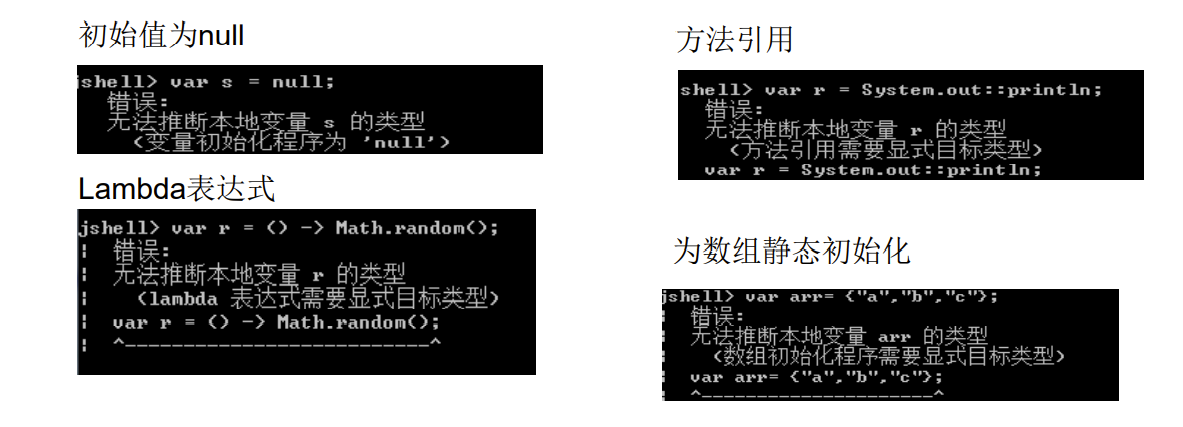 初始值为null
jshell> var s = null;
错误:
无法推断本地变量 s 的类型
(变量初始化程序为 'null')
Lambda表达式
jshell> var r = () -> Math.random();
| 错误:
| 无法推断本地变量 r 的类型
| (lambda 表达式需要显式目标类型)
| var r = () -> Math.random();
| ^--------------------------^
方法引用
shell> var r = System.out::println;
错误:
无法推断本地变量 r 的类型
(方法引用需要显式目标类型)
var r = System.out::println;
为数组静态初始化
jshell> var arr= {"a","b","c"};
| 错误:
| 无法推断本地变量 arr 的类型
| (数组初始化程序需要显式目标类型)
| var arr= {"a","b","c"};
| ^---------------------^